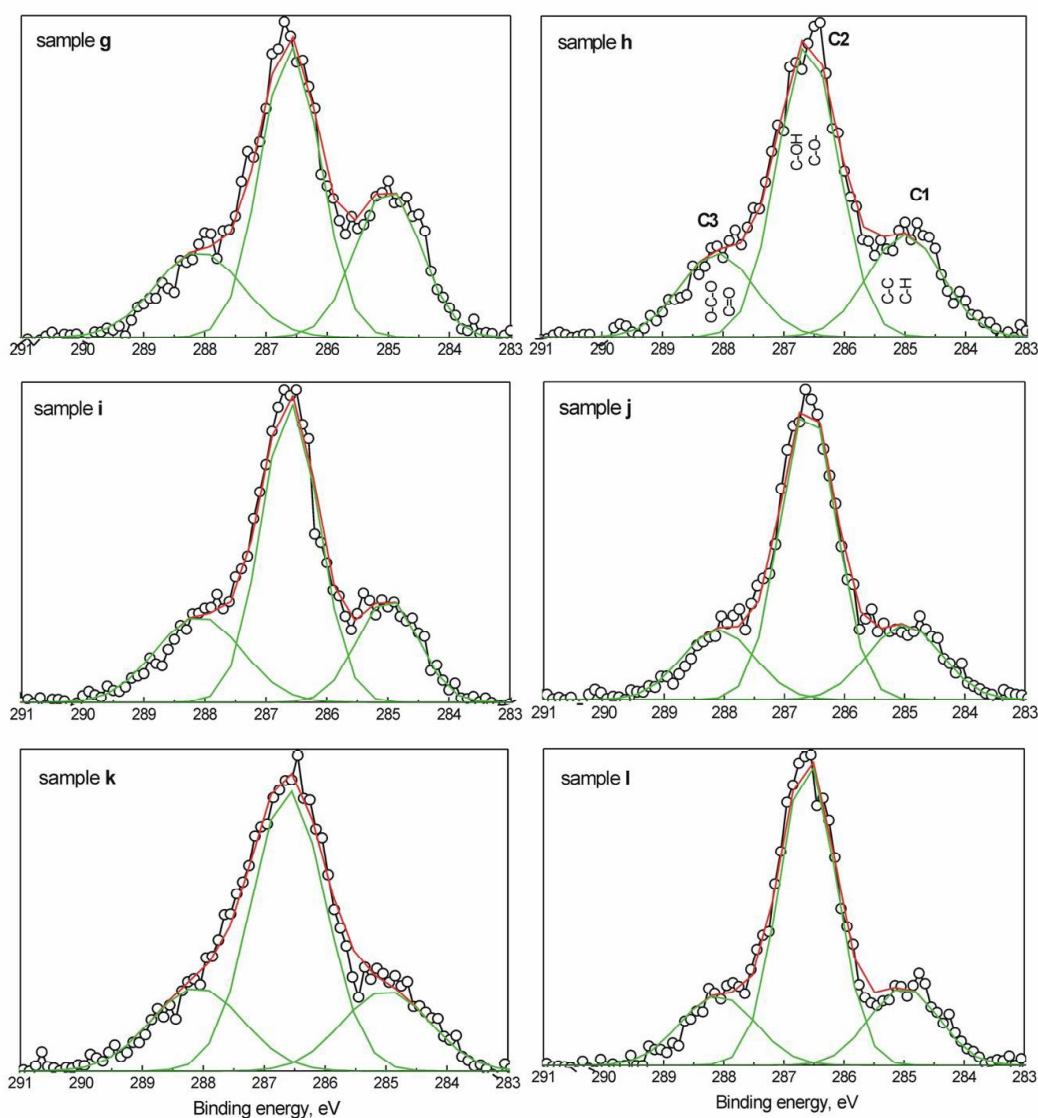 sample g
291 290 289 288 287 286 285 284 283
sample h
C2
C-OH
C-O-
C1
C3
O-C-O
C=O
C-C
C-H
291 290 289 288 287 286 285 284 283
sample i
291 290 289 288 287 286 285 284 283
sample j
291 290 289 288 287 286 285 284 283
sample k
291 290 289 288 287 286 285 284 283
Binding energy, eV
sample l
291 290 289 288 287 286 285 284 283
Binding energy, eV